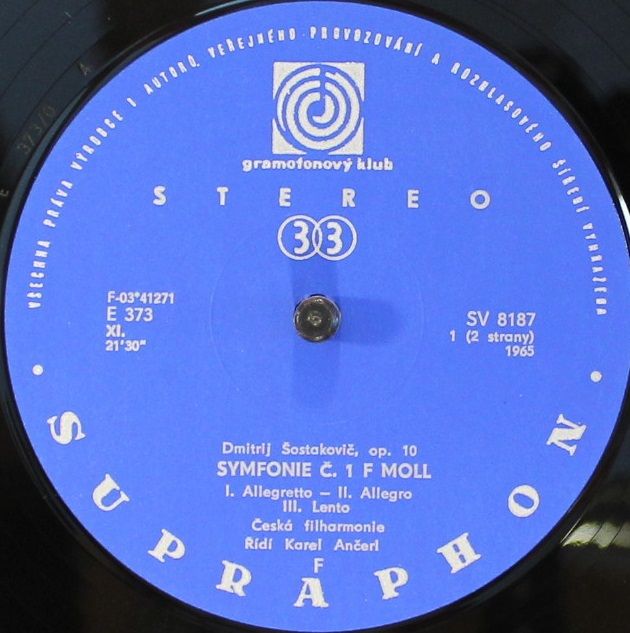 VŠECHNA PRÁVA VÝROBCE I AUTORŮ, VEŘEJNÉHO PROVOZOVÁNÍ A ROZHLASOVÉHO ŠÍŘENÍ VYHRAŽENA
gramofonový klub
STEREO
33
F-03*41271
E 373
XI.
21'30"
SV 8187
1 (2 strany)
1965
Dmitrij Šostakovič, op. 10
SYMFONIE Č. 1 F MOLL
I. Allegretto — II. Allegro
III. Lento
Česká filharmonie
Řídí Karel Ančerl
F
• SUPRAPHON •